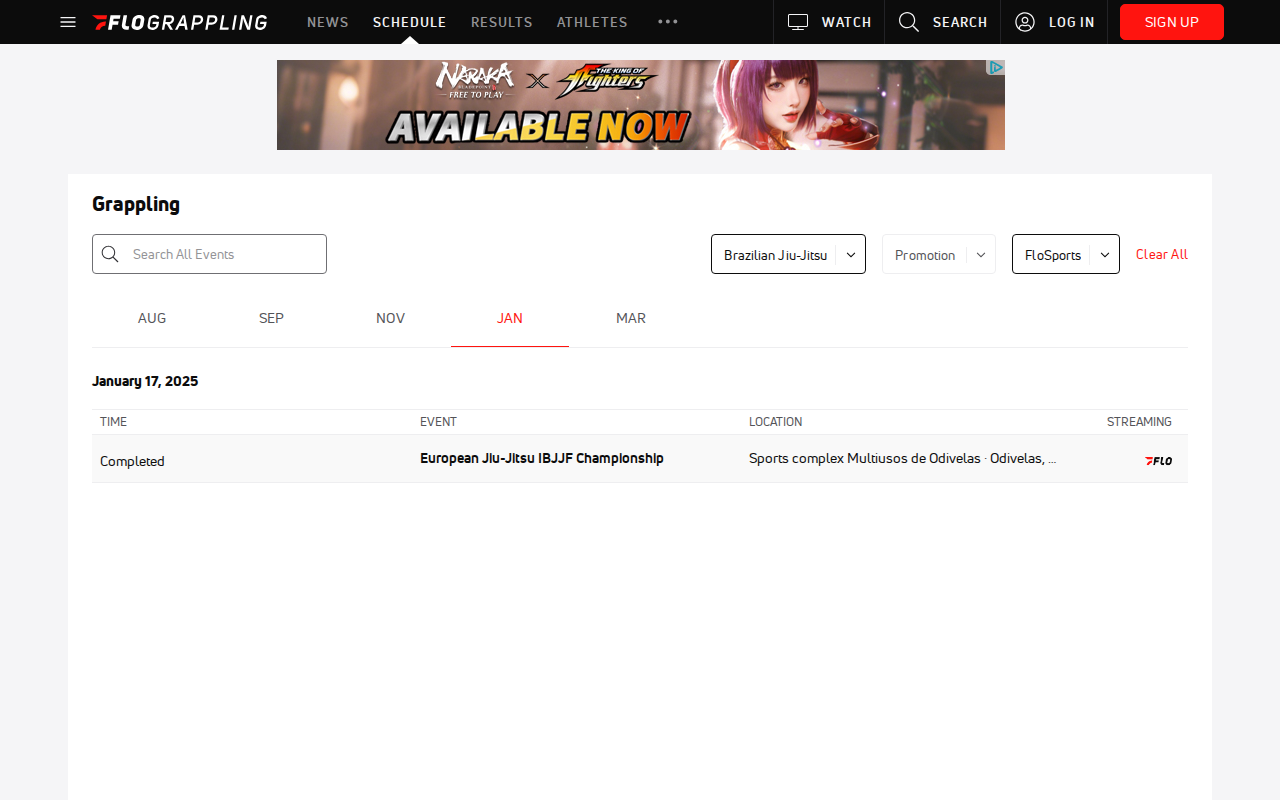 FLOGRAPPLING NEWS SCHEDULE RESULTS ATHLETES WATCH SEARCH LOG IN SIGN UP
NARAKA
BLADEPOINT
FREE TO PLAY
X
THE KING OF FIGHTERS
AVAILABLE NOW
Grappling
Search All Events Brazilian Jiu-Jitsu Promotion FloSports Clear All
AUG SEP NOV JAN MAR
January 17, 2025
TIME EVENT LOCATION STREAMING
Completed European Jiu-Jitsu IBJJF Championship Sports complex Multiusos de Odivelas · Odivelas, ... FLO